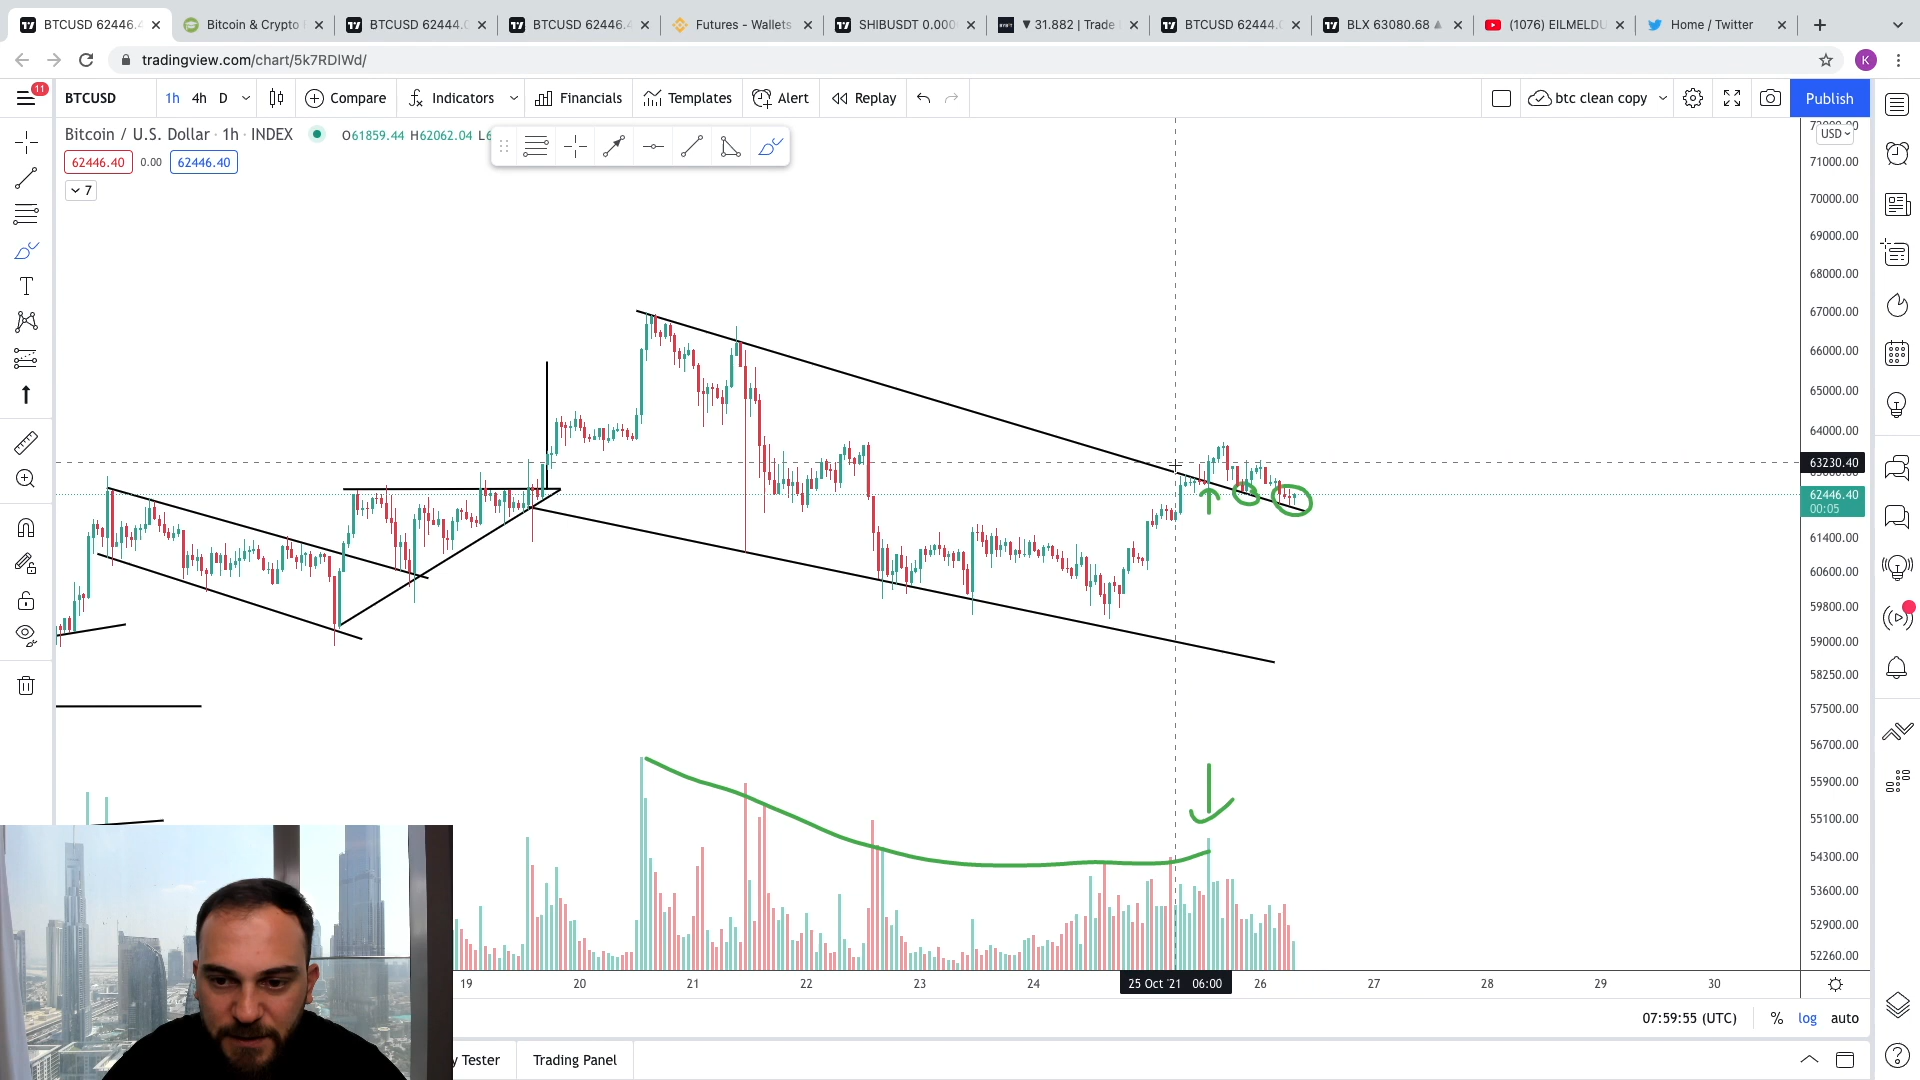 BTCUSD 62446.4
Bitcoin & Crypto
BTCUSD 62444.0
BTCUSD 62446.4
Futures - Wallets
SHIBUSDT 0.000
▼ 31.882 | Trade
BTCUSD 62444.0
BLX 63080.68 ▲
(1076) EILMELDU
Home / Twitter
tradingview.com/chart/5k7RDlWd/
K
11
BTCUSD
1h 4h D
Compare
Indicators
Financials
Templates
Alert
Replay
btc clean copy
Publish
Bitcoin / U.S. Dollar · 1h · INDEX
O61859.44 H62062.04 L6
62446.40 0.00 62446.40
7
USD
71000.00
70000.00
69000.00
68000.00
67000.00
66000.00
65000.00
64000.00
63230.40
62446.40
00:05
61400.00
60600.00
59800.00
59000.00
58250.00
57500.00
56700.00
55900.00
55100.00
54300.00
53600.00
52900.00
52260.00
19 20 21 22 23 24 25 Oct '21 06:00 26 27 28 29 30
07:59:55 (UTC) % log auto
y Tester
Trading Panel